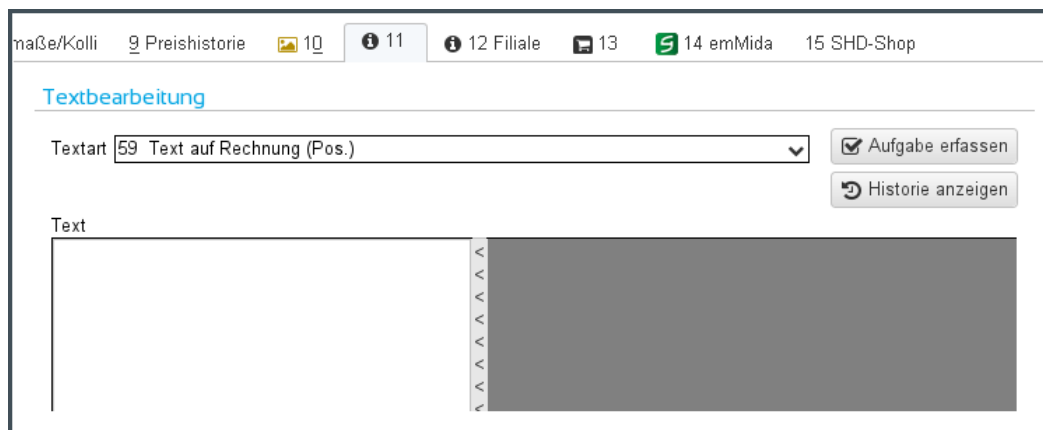 maße/Kolli 9 Preishistorie 10 11 12 Filiale 13 14 emMida 15 SHD-Shop
Textbearbeitung
Textart 59 Text auf Rechnung (Pos.) Aufgabe erfassen
Historie anzeigen
Text
<
<
<
<
<
<
<
<